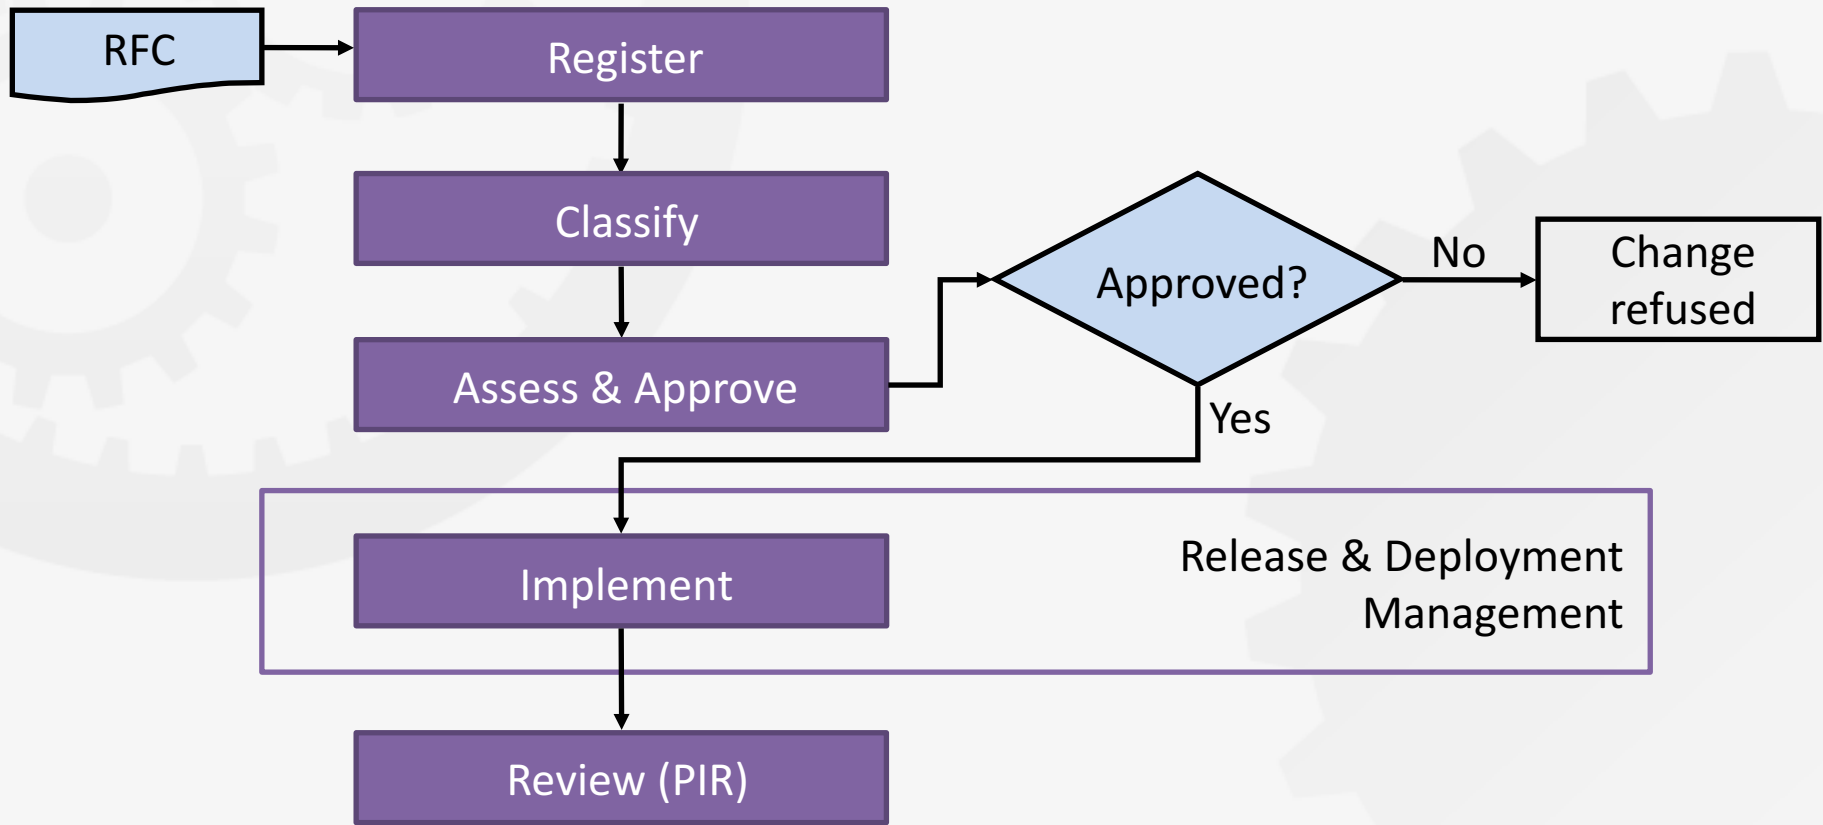 RFC
Register
Classify
Assess & Approve
Approved?
No
Change
refused
Yes
Implement
Release & Deployment
Management
Review (PIR)